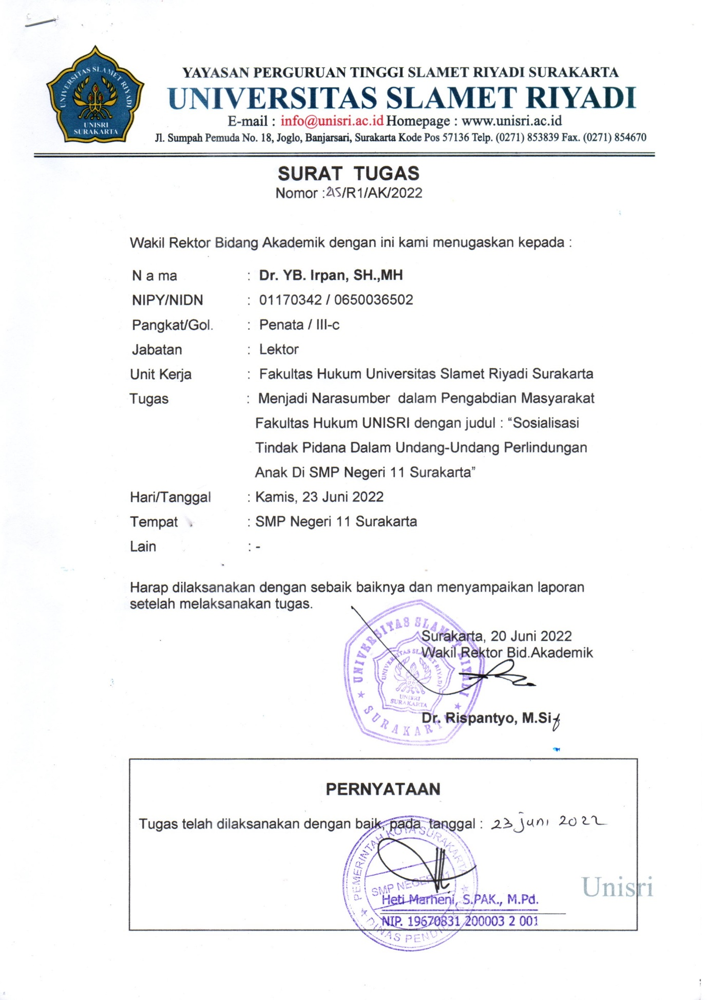 UNIVERSITAS SLAMET RIYADI
UNISRI
SURAKARTA
YAYASAN PERGURUAN TINGGI SLAMET RIYADI SURAKARTA
UNIVERSITAS SLAMET RIYADI
E-mail : info@unisri.ac.id Homepage : www.unisri.ac.id
Jl. Sumpah Pemuda No. 18, Joglo, Banjarsari, Surakarta Kode Pos 57136 Telp. (0271) 853839 Fax. (0271) 854670
SURAT TUGAS
Nomor : /R1/AK/2022
Wakil Rektor Bidang Akademik dengan ini kami menugaskan kepada :
N a ma : Dr. YB. Irpan, SH.,MH
NIPY/NIDN : 01170342 / 0650036502
Pangkat/Gol. : Penata / III-c
Jabatan : Lektor
Unit Kerja : Fakultas Hukum Universitas Slamet Riyadi Surakarta
Tugas : Menjadi Narasumber dalam Pengabdian Masyarakat
Fakultas Hukum UNISRI dengan judul : “Sosialisasi
Tindak Pidana Dalam Undang-Undang Perlindungan
Anak Di SMP Negeri 11 Surakarta”
Hari/Tanggal : Kamis, 23 Juni 2022
Tempat : SMP Negeri 11 Surakarta
Lain : -
Harap dilaksanakan dengan sebaik baiknya dan menyampaikan laporan
setelah melaksanakan tugas.
Surakarta, 20 Juni 2022
Wakil Rektor Bid.Akademik
UNIVERSITAS SLAMET RIYADI
SURAKARTA
UNIVERSITAS SLAMET RIYADI
UNISRI
SURAKARTA
Dr. Rispantyo, M.Si
PERNYATAAN
Tugas telah dilaksanakan dengan baik, pada tanggal : 23 juni 2022
PEMERINTAH KOTA SURAKARTA
SMP NEGERI 11
DINAS
Unisri
Heti Marheni, S.PAK., M.Pd.
NIP. 19670831 200003 2 001